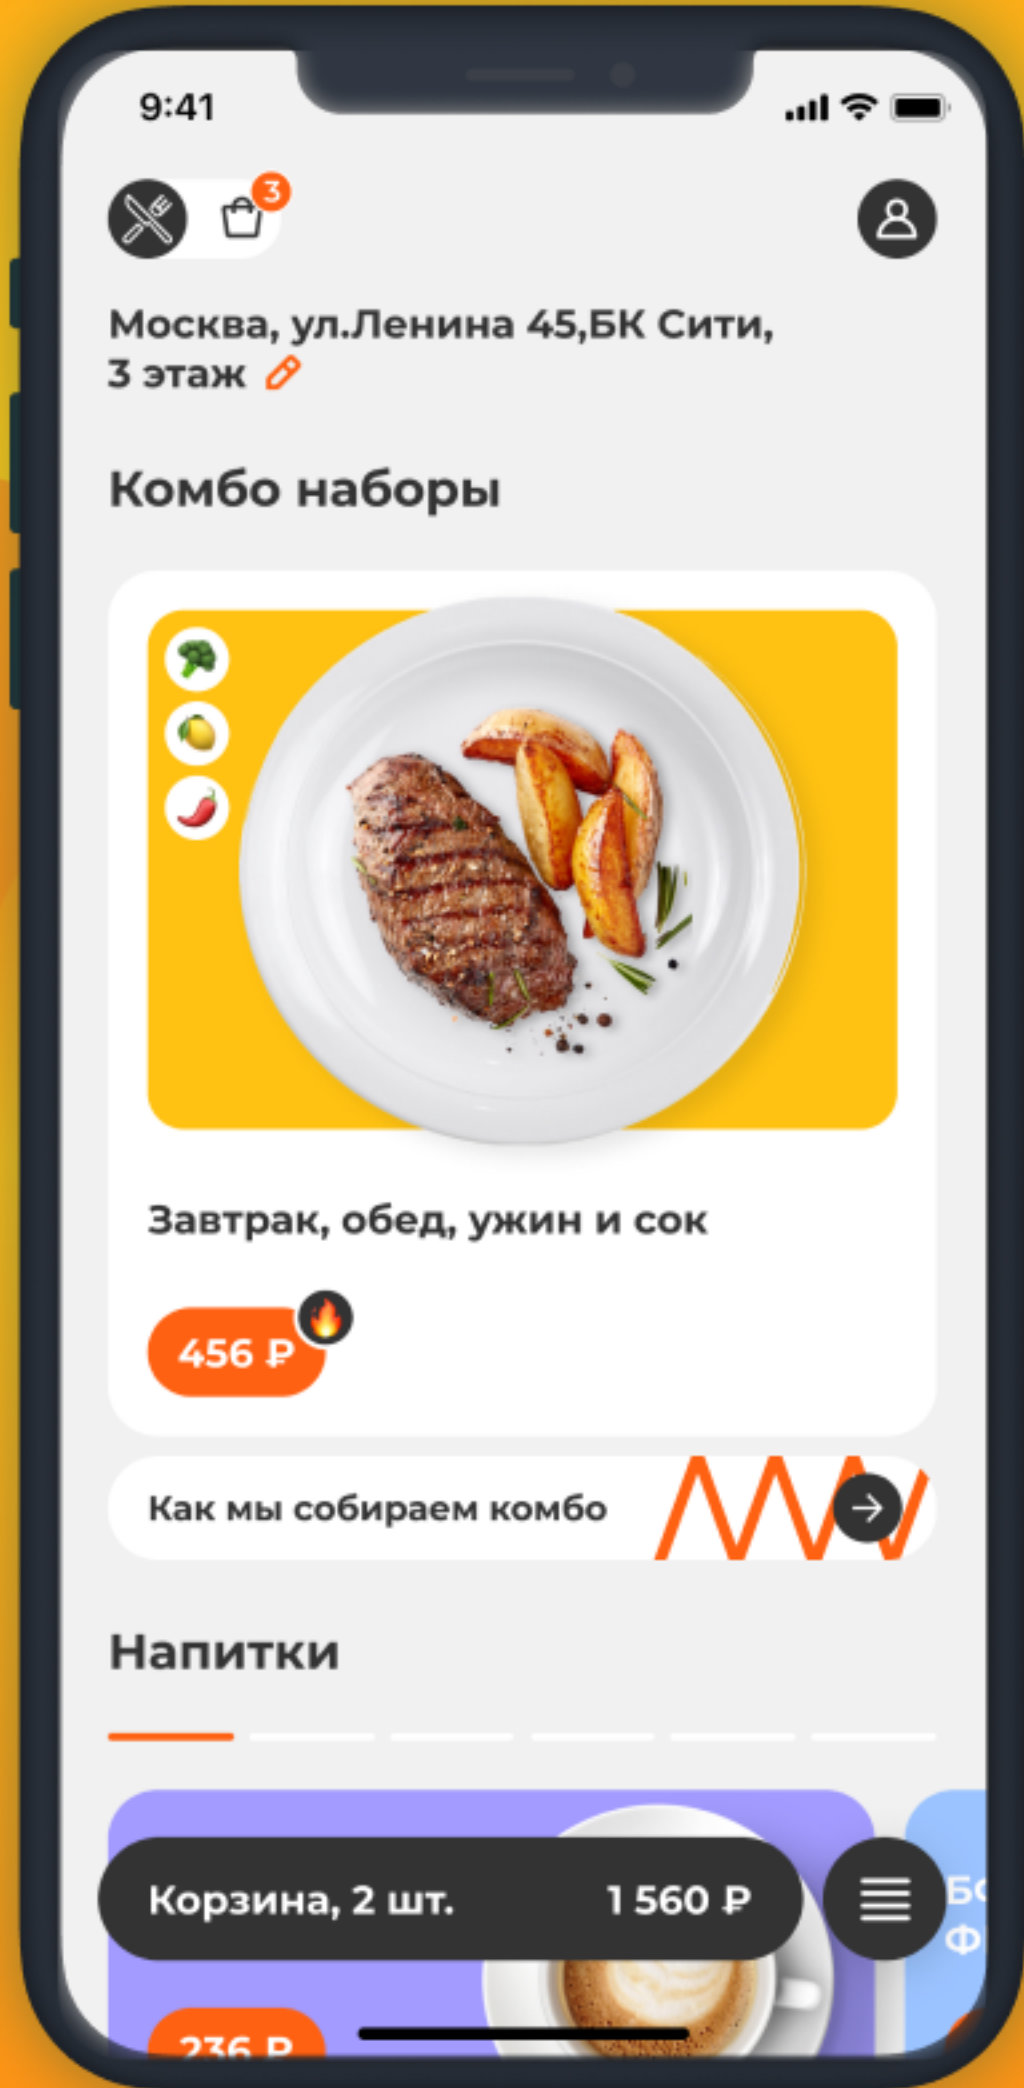 9:41
3
Москва, ул.Ленина 45,БК Сити,
3 этаж
Комбо наборы
Завтрак, обед, ужин и сок
456 ₽
Как мы собираем комбо
Напитки
Корзина, 2 шт. 1 560 ₽
236 ₽